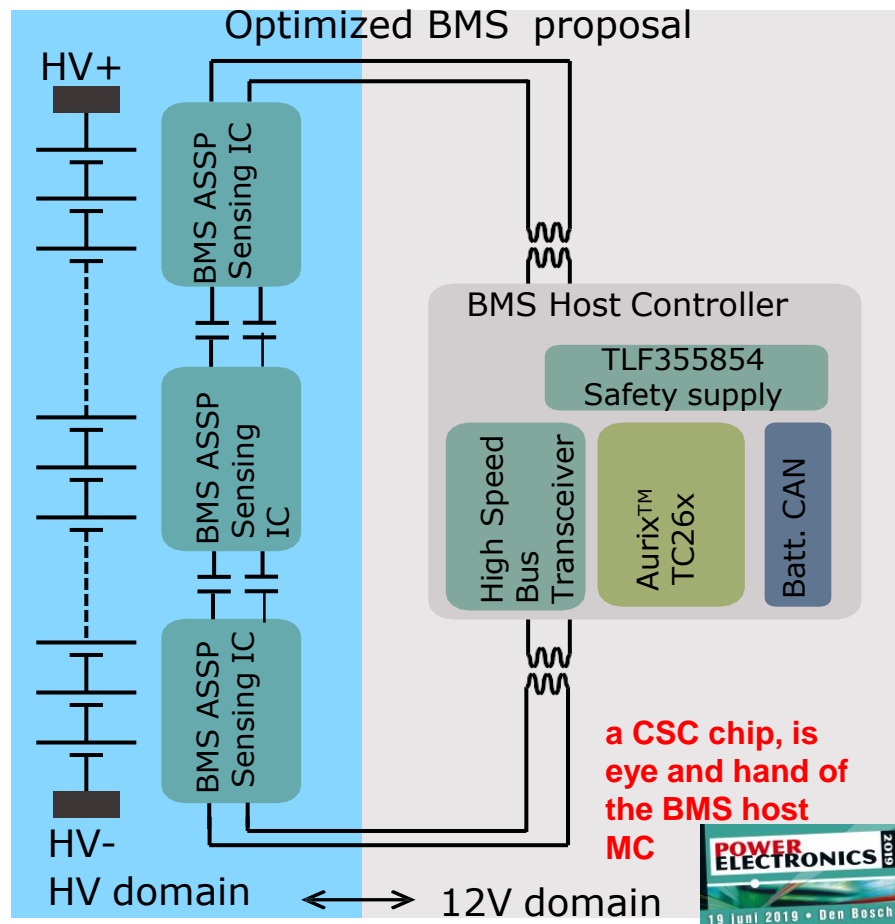 Optimized BMS proposal
HV+
BMS ASSP
Sensing IC
BMS ASSP
Sensing
IC
BMS ASSP
Sensing IC
HV-
HV domain
12V domain
BMS Host Controller
TLF355854
Safety supply
High Speed
Bus
Transceiver
Aurix™
TC26x
Batt. CAN
a CSC chip, is
eye and hand of
the BMS host
MC
POWER
ELECTRONICS 2019
19 juni 2019 • Den Bosch